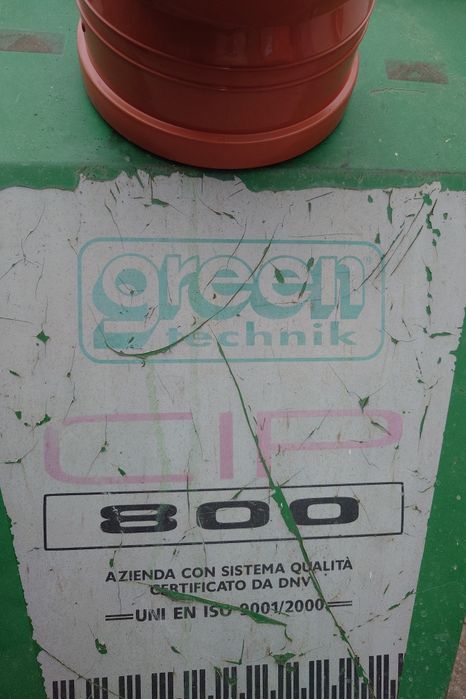 green®
technik
CIP
800
AZIENDA CON SISTEMA QUALITÀ
CERTIFICATO DA DNV
UNI EN ISO 9001/2000